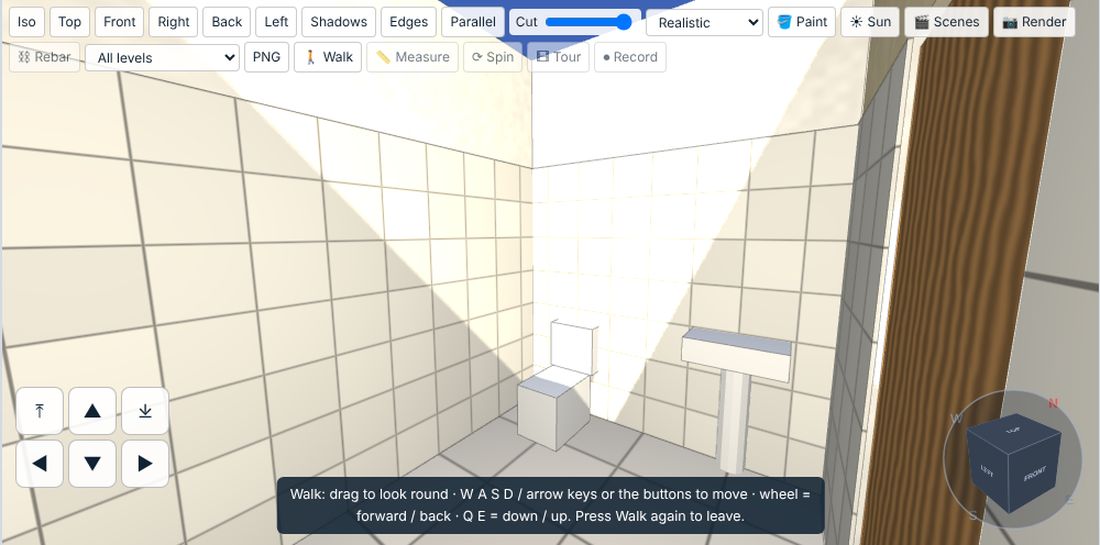 Iso Top Front Right Back Left Shadows Edges Parallel Cut Realistic Paint Sun Scenes Render
Rebar All levels PNG Walk Measure Spin Tour Record
N
W
TOP
LEFT FRONT
E
S
Walk: drag to look round · W A S D / arrow keys or the buttons to move · wheel =
forward / back · Q E = down / up. Press Walk again to leave.